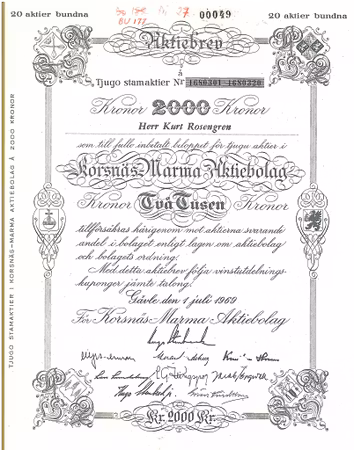 20 aktier bundna
00049
20 aktier bundna
Aktiebrev
å
Tjugo stamaktier Nr 1680301-1680320
Kronor 2000 Kronor
Herr Kurt Rosengren
som till fullo inbetalt beloppet för tjugo aktier i
Korsnäs-Marma Aktiebolag
Kronor Två Tusen Kronor
tillförsäkras härigenom mot aktierna svarande
andel i bolaget enligt lagen om aktiebolag
och bolagets ordning.
Med detta aktiebrev följa vinstutdelnings-
kuponger jämte talong.
Gävle den 1 juli 1969
För Korsnäs-Marma Aktiebolag
Kr. 2000 Kr.
TJUGO STAMAKTIER I KORSNÄS-MARMA AKTIEBOLAG À 2000 KRONOR